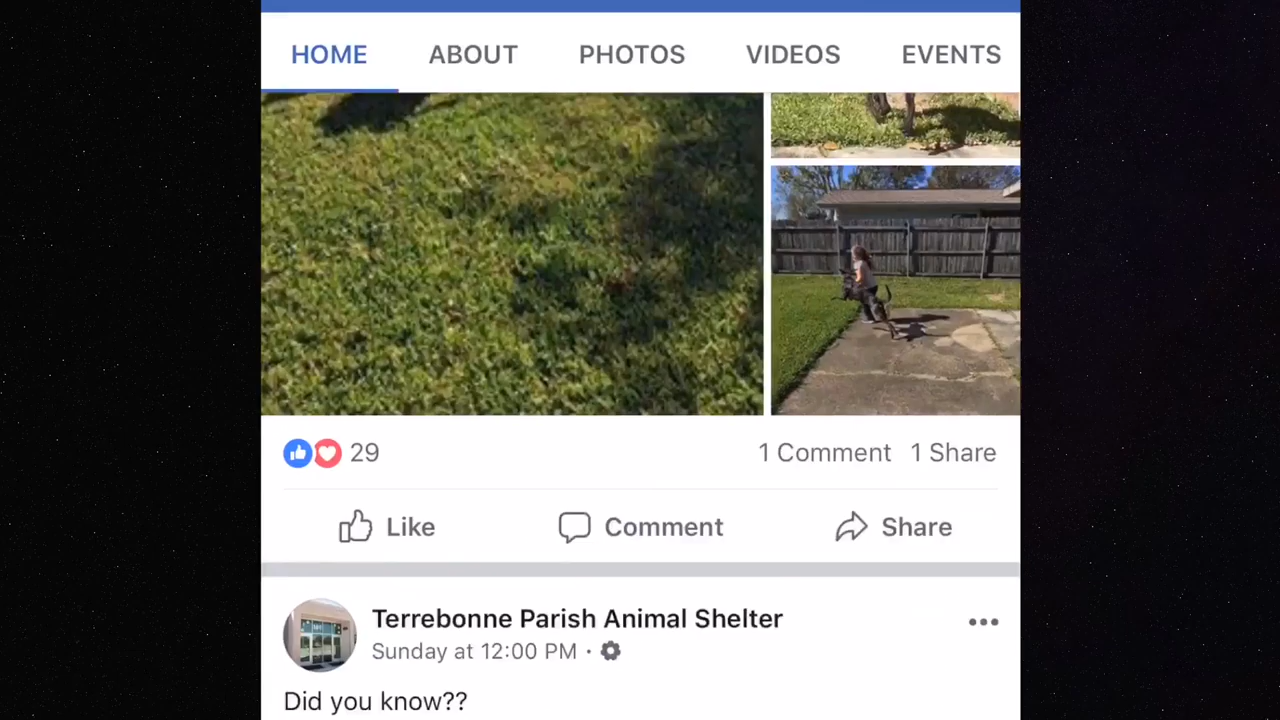 HOME ABOUT PHOTOS VIDEOS EVENTS
29 1 Comment 1 Share
Like Comment Share
Terrebonne Parish Animal Shelter
Sunday at 12:00 PM ·
Did you know??